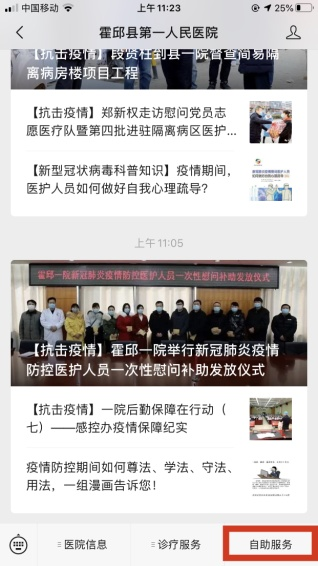 中国移动
上午11:23
25%
霍邱县第一人民医院
【抗击疫情】段贤柱到县一院督查简易隔
离病房楼项目工程
【抗击疫情】郑新权走访慰问党员志
愿医疗队暨第四批进驻隔离病区医护...
【新型冠状病毒科普知识】疫情期间，
医护人员如何做好自我心理疏导？
上午 11:05
霍邱一院新冠肺炎疫情防控医护人员一次性慰问补助发放仪式
【抗击疫情】霍邱一院举行新冠肺炎疫情
防控医护人员一次性慰问补助发放仪式
【抗击疫情】一院后勤保障在行动（
七）——感控办疫情保障纪实
疫情防控期间如何尊法、学法、守法、
用法，一组漫画告诉您！
医院信息
诊疗服务
自助服务